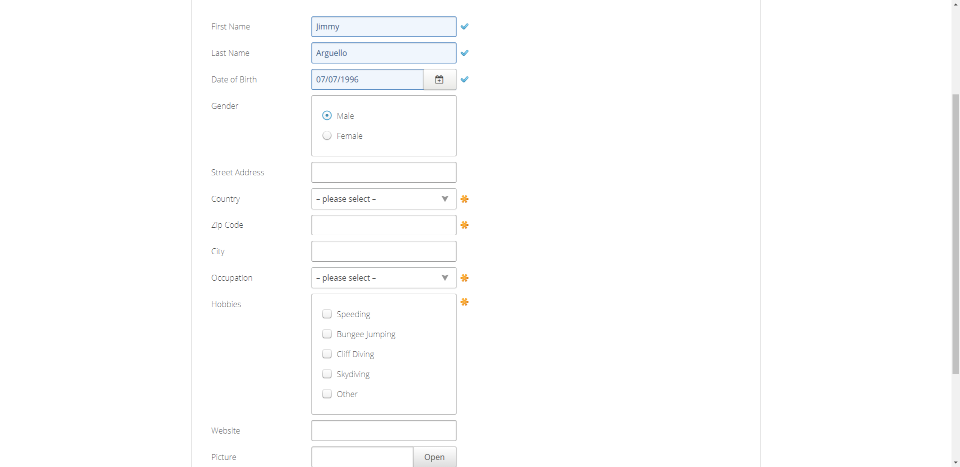 First Name Jimmy
Last Name Arguello
Date of Birth 07/07/1996
Gender
Male
Female
Street Address
Country – please select –
Zip Code
City
Occupation – please select –
Hobbies
Speeding
Bungee Jumping
Cliff Diving
Skydiving
Other
Website
Picture Open